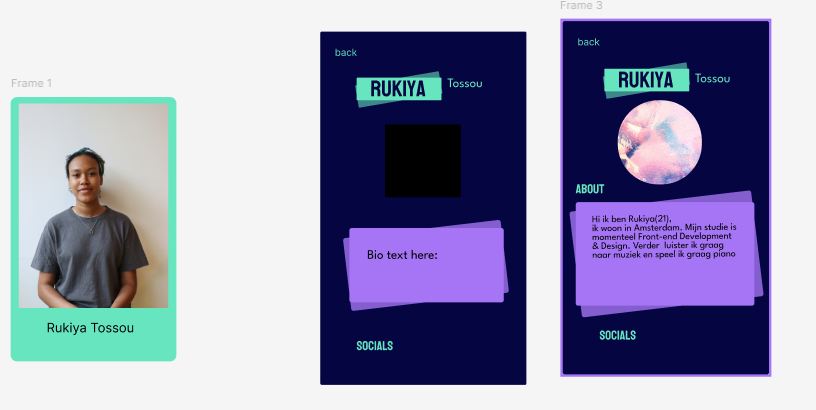 Frame 1
Rukiya Tossou
back
RUKIYA
Tossou
Bio text here:
SOCIALS
Frame 3
back
RUKIYA
Tossou
ABOUT
Hi ik ben Rukiya(21),
ik woon in Amsterdam. Mijn studie is
momenteel Front-end Development
& Design. Verder luister ik graag
naar muziek en speel ik graag piano
SOCIALS